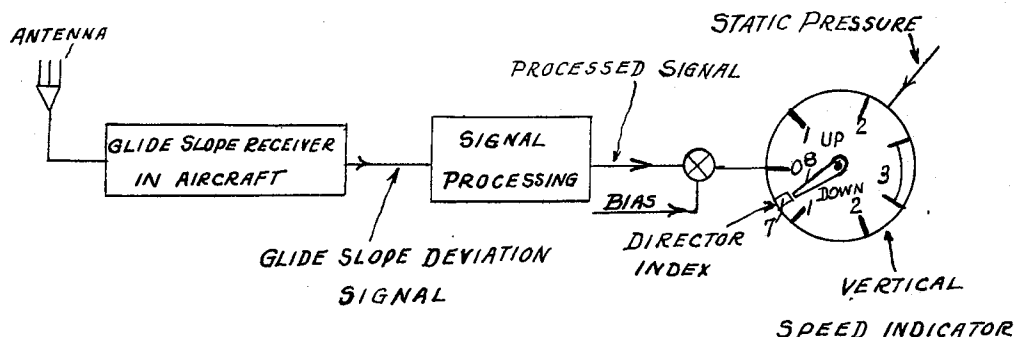 ANTENNA
GLIDE SLOPE RECEIVER
IN AIRCRAFT
GLIDE SLOPE DEVIATION
SIGNAL
SIGNAL
PROCESSING
PROCESSED SIGNAL
BIAS
DIRECTOR
INDEX
STATIC PRESSURE
1 UP 2
0 8 3
7 1 DOWN 2
VERTICAL
SPEED INDICATOR